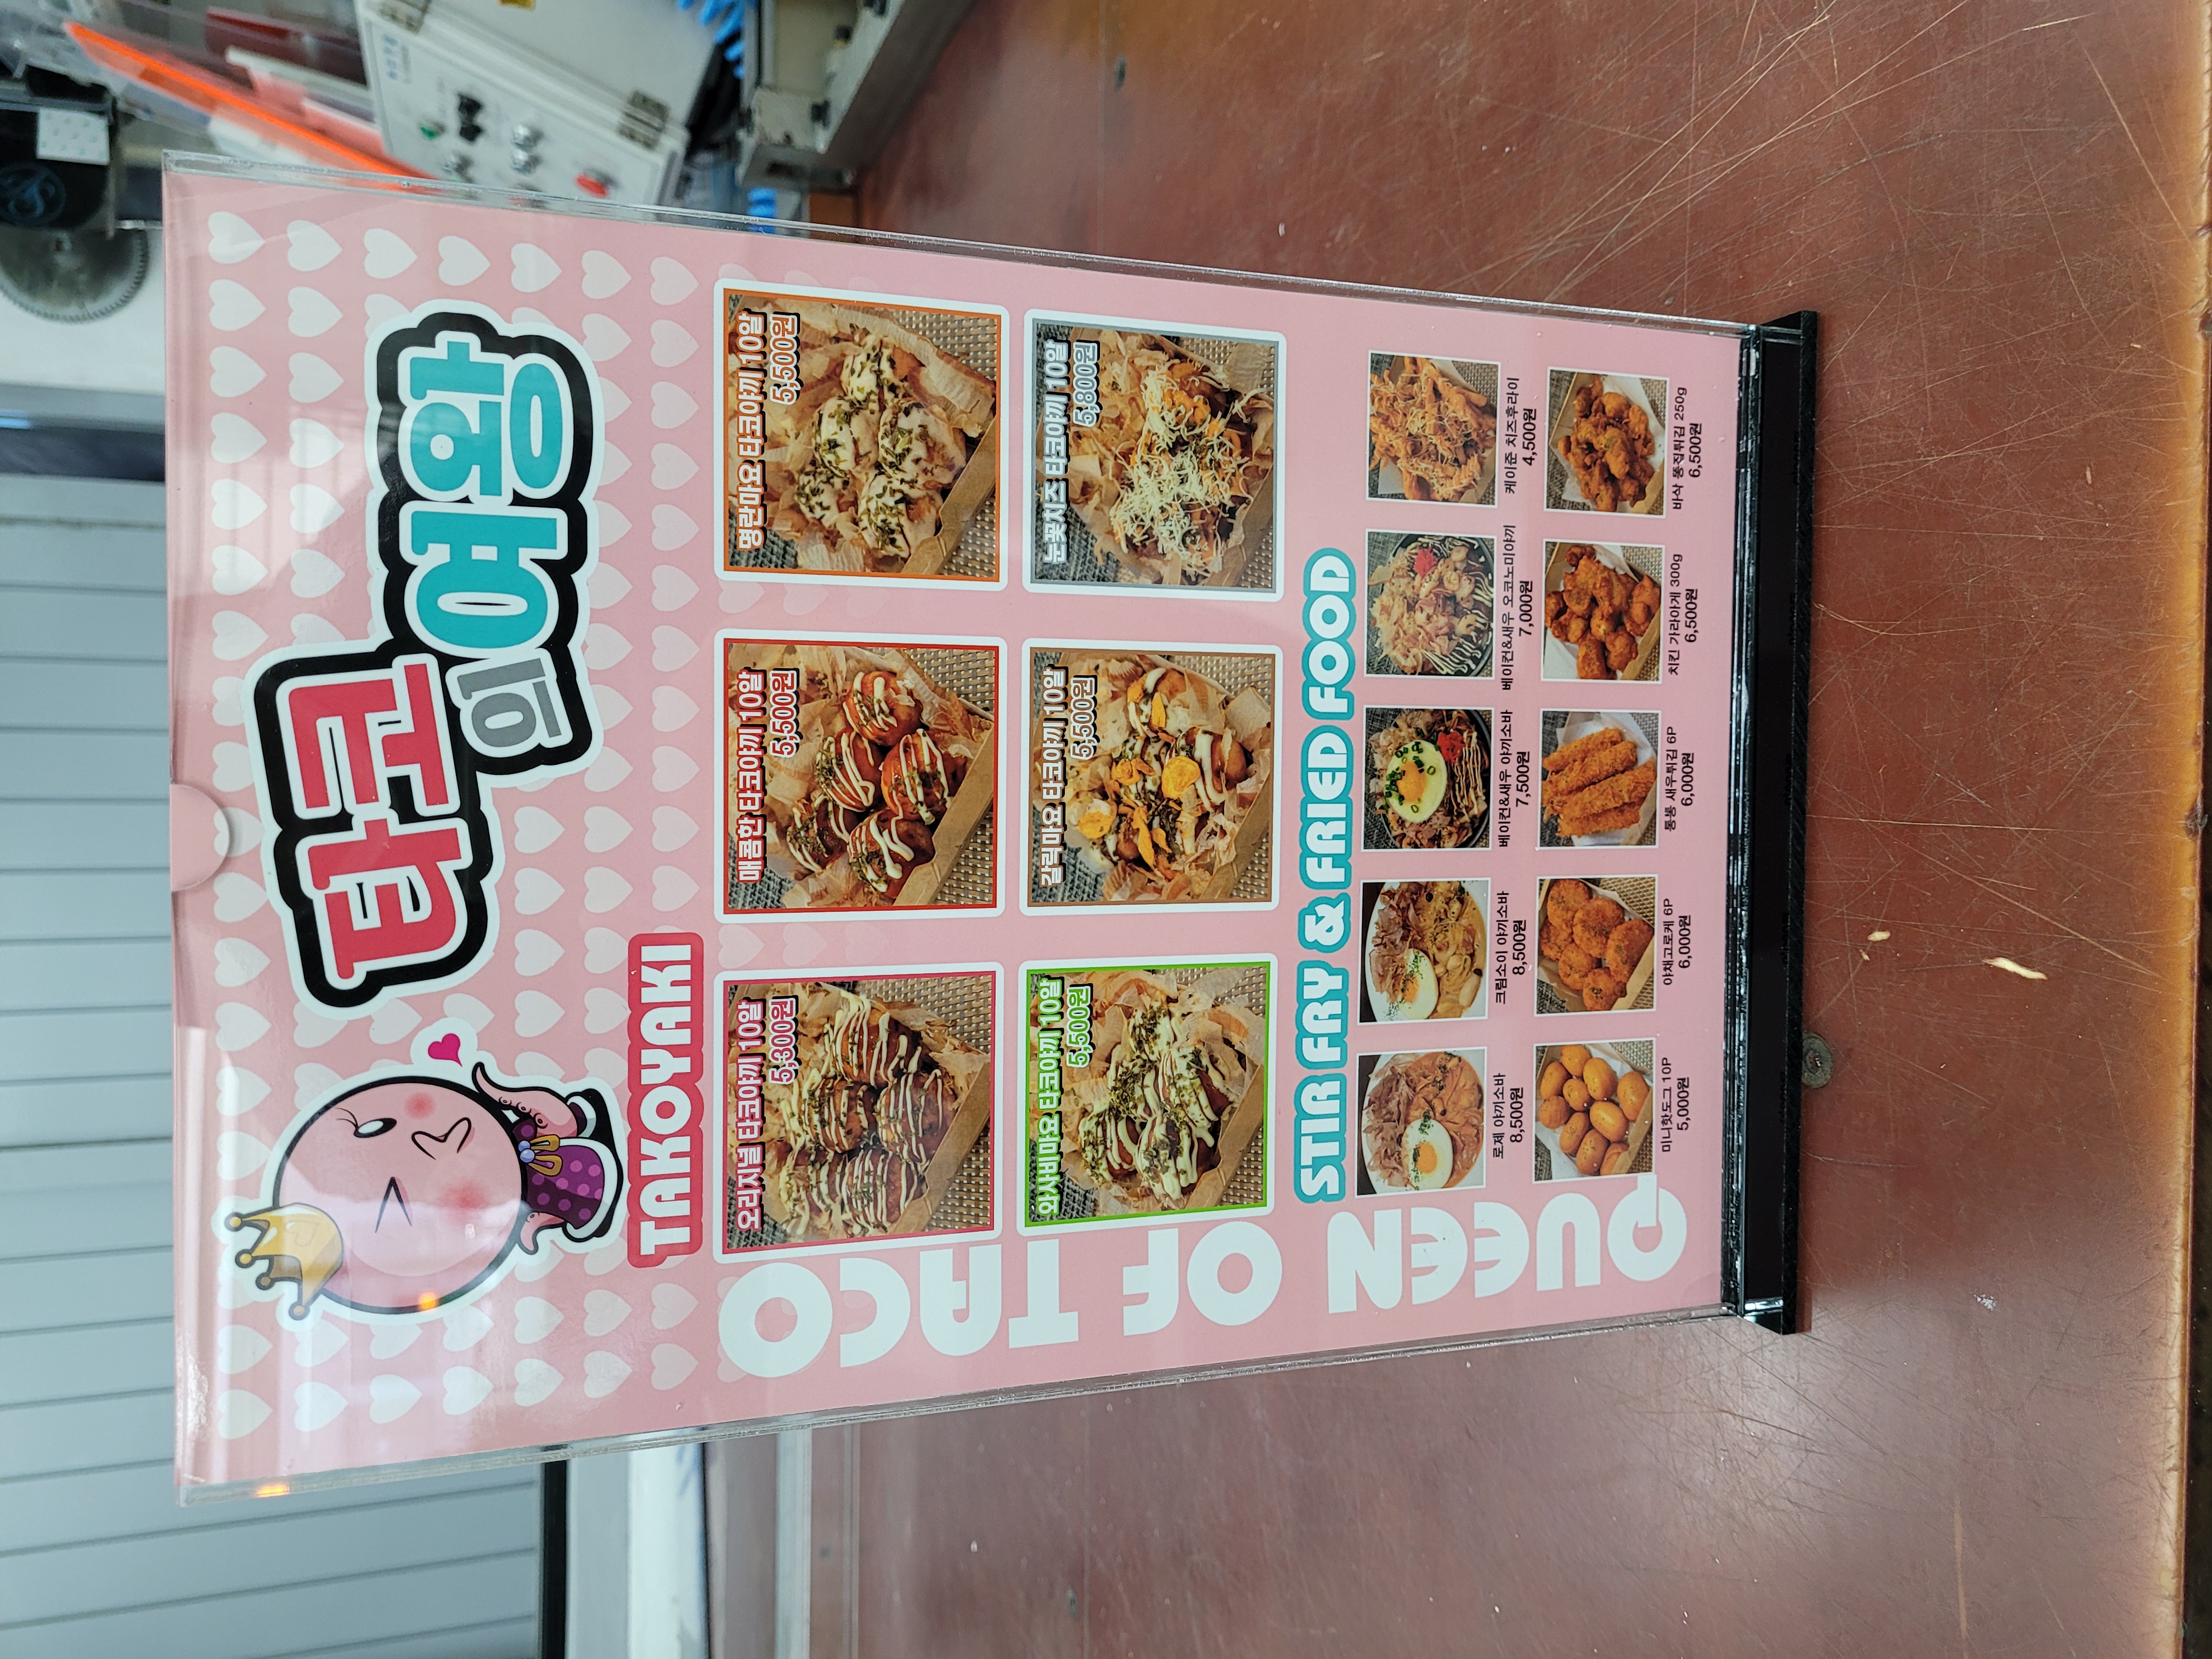 타코
의
여왕
TAKOYAKI
오리지널 타코야끼 10알
5,300원
매콤한 타코야끼 10알
5,500원
명란마요 타코야끼 10알
5,500원
와사비마요 타코야끼 10알
5,500원
갈릭마요 타코야끼 10알
5,500원
눈꽃치즈 타코야끼 10알
5,800원
STIR FRY & FRIED FOOD
로제 야끼소바
8,500원
크림소이 야끼소바
8,500원
베이컨&새우 야끼소바
7,500원
베이컨&새우 오코노미야끼
7,000원
케이준 치즈후라이
4,500원
미니핫도그 10P
5,000원
야채고로케 6P
6,000원
통통 새우튀김 6P
6,000원
치킨 가라아게 300g
6,500원
바삭 똥집튀김 250g
6,500원
QUEEN OF TACO